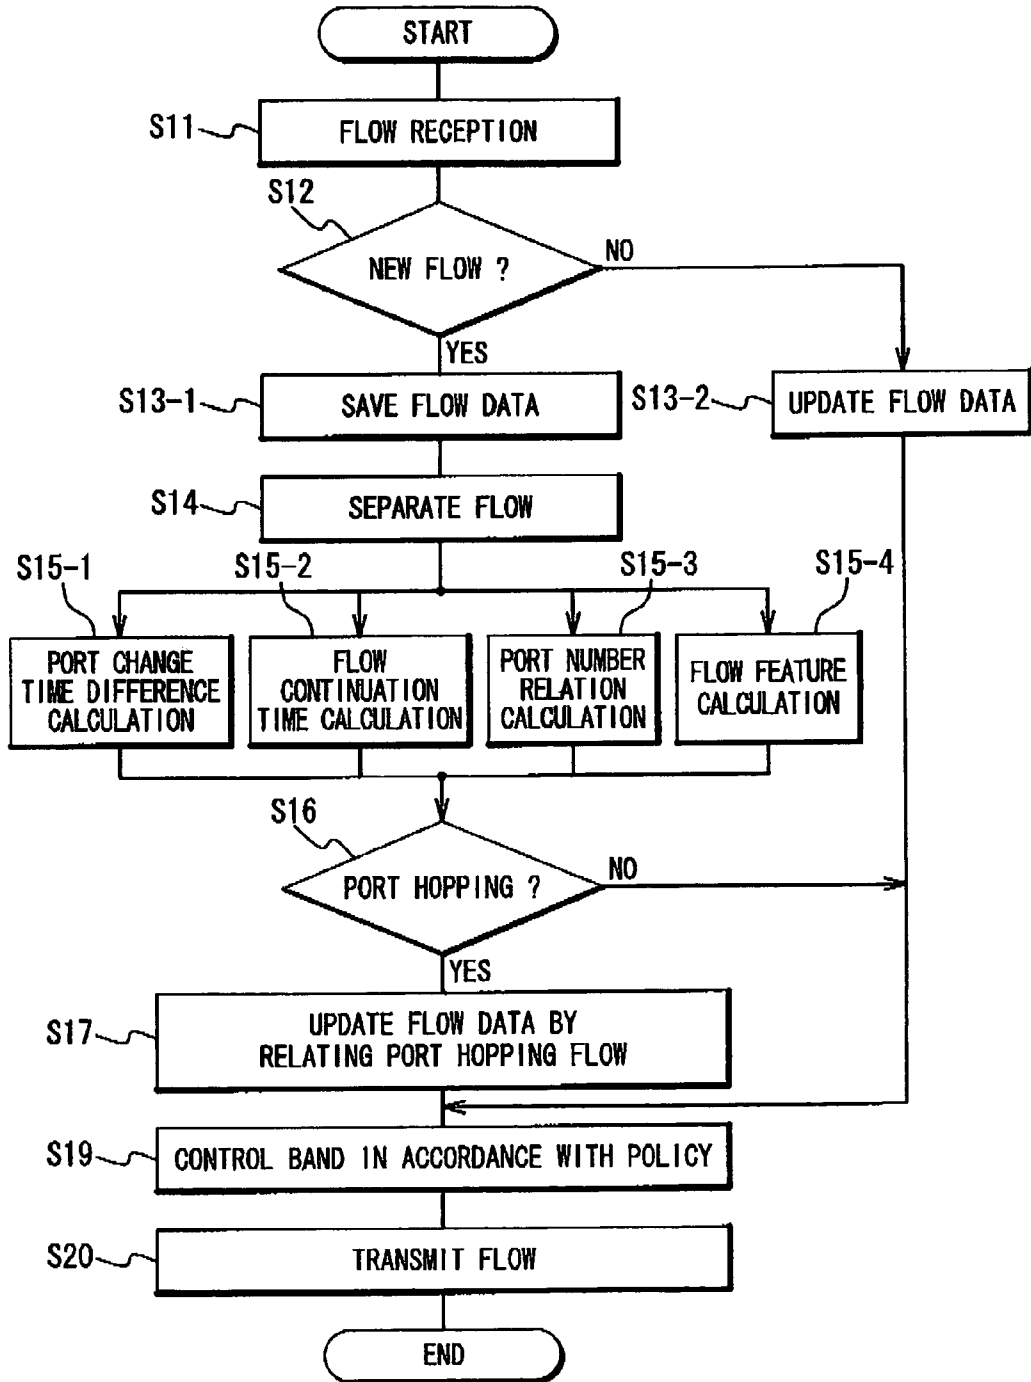 START
S11
FLOW RECEPTION
S12
NEW FLOW ?
NO
YES
S13-1
SAVE FLOW DATA
S13-2
UPDATE FLOW DATA
S14
SEPARATE FLOW
S15-1
S15-2
S15-3
S15-4
PORT CHANGE
TIME DIFFERENCE
CALCULATION
FLOW
CONTINUATION
TIME CALCULATION
PORT NUMBER
RELATION
CALCULATION
FLOW FEATURE
CALCULATION
S16
PORT HOPPING ?
NO
YES
S17
UPDATE FLOW DATA BY
RELATING PORT HOPPING FLOW
S19
CONTROL BAND IN ACCORDANCE WITH POLICY
S20
TRANSMIT FLOW
END